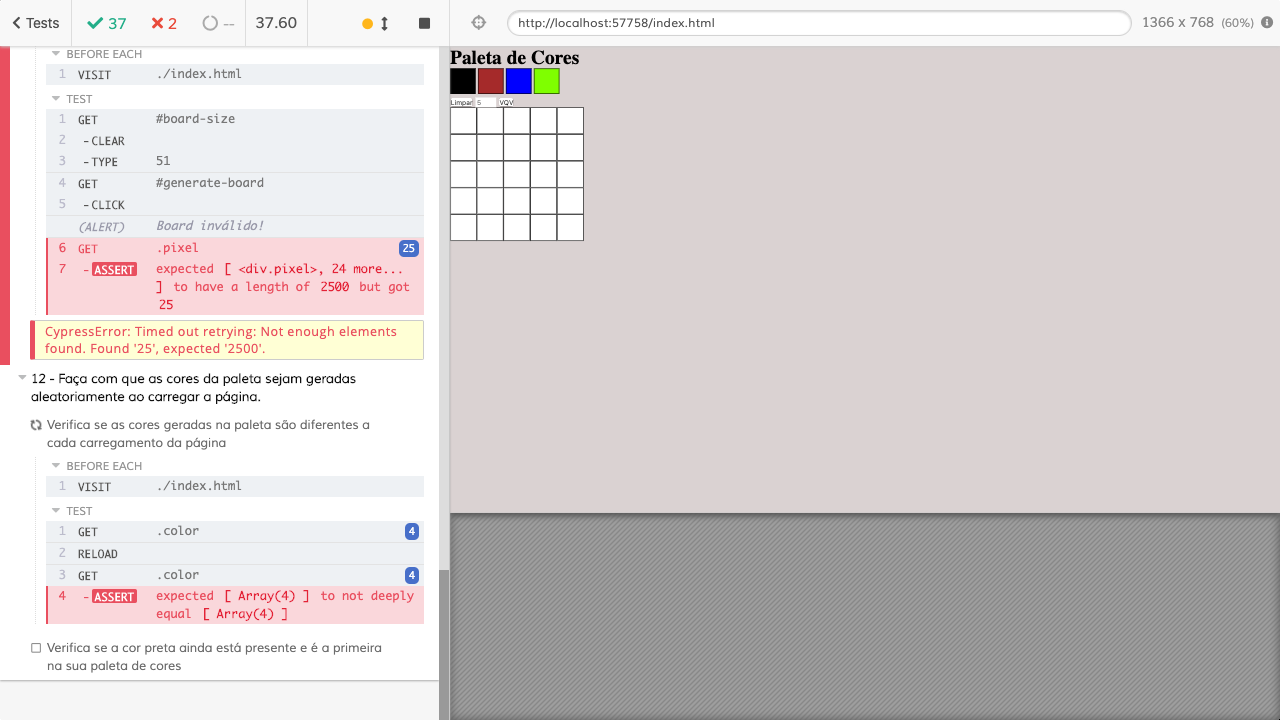 Tests
37
2
--
37.60
http://localhost:57758/index.html
1366 x 768 (60%)
BEFORE EACH
1 VISIT ./index.html
TEST
1 GET #board-size
2 -CLEAR
3 -TYPE 51
4 GET #generate-board
5 -CLICK
(ALERT) Board inválido!
6 GET .pixel 25
7 -ASSERT expected [ <div.pixel>, 24 more...
] to have a length of 2500 but got
25
CypressError: Timed out retrying: Not enough elements
found. Found '25', expected '2500'.
12 - Faça com que as cores da paleta sejam geradas
aleatoriamente ao carregar a página.
Verifica se as cores geradas na paleta são diferentes a
cada carregamento da página
BEFORE EACH
1 VISIT ./index.html
TEST
1 GET .color 4
2 RELOAD
3 GET .color 4
4 -ASSERT expected [ Array(4) ] to not deeply
equal [ Array(4) ]
Verifica se a cor preta ainda está presente e é a primeira
na sua paleta de cores
Paleta de Cores
Limpar 5 VQV